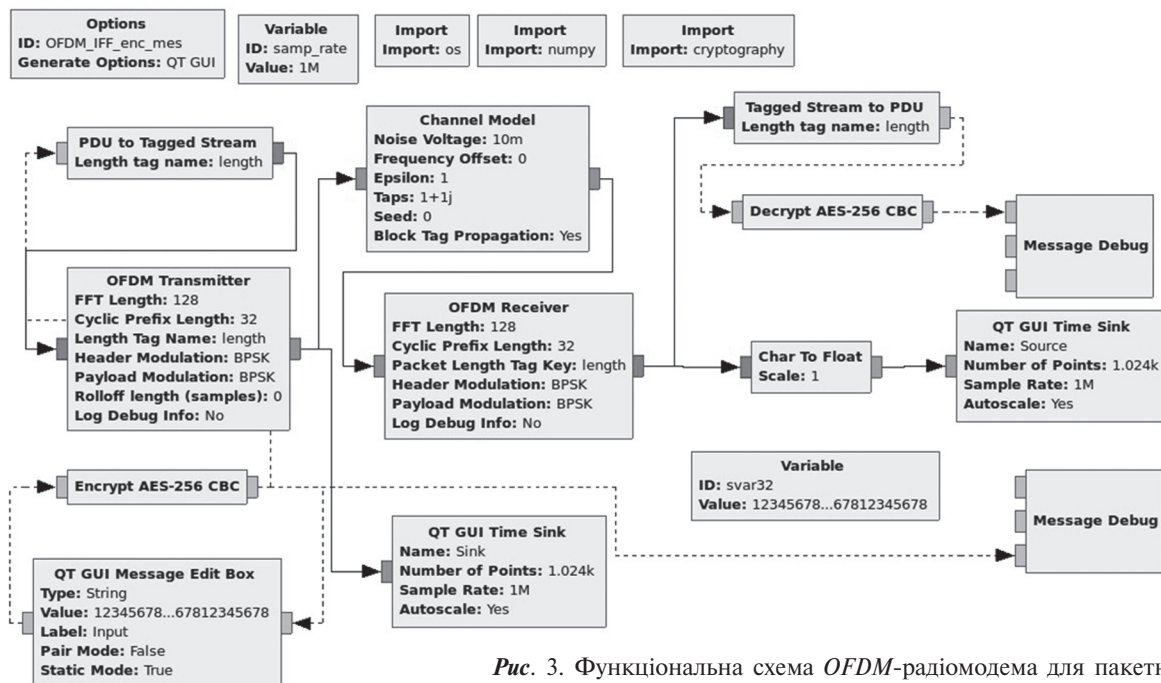 Options
ID: OFDM_IFF_enc_mes
Generate Options: QT GUI
Variable
ID: samp_rate
Value: 1M
Import
Import: os
Import
Import: numpy
Import
Import: cryptography
PDU to Tagged Stream
Length tag name: length
Channel Model
Noise Voltage: 10m
Frequency Offset: 0
Epsilon: 1
Taps: 1+1j
Seed: 0
Block Tag Propagation: Yes
Tagged Stream to PDU
Length tag name: length
Decrypt AES-256 CBC
Message Debug
OFDM Transmitter
FFT Length: 128
Cyclic Prefix Length: 32
Length Tag Name: length
Header Modulation: BPSK
Payload Modulation: BPSK
Rolloff length (samples): 0
Log Debug Info: No
OFDM Receiver
FFT Length: 128
Cyclic Prefix Length: 32
Packet Length Tag Key: length
Header Modulation: BPSK
Payload Modulation: BPSK
Log Debug Info: No
Char To Float
Scale: 1
QT GUI Time Sink
Name: Source
Number of Points: 1.024k
Sample Rate: 1M
Autoscale: Yes
Encrypt AES-256 CBC
Variable
ID: svar32
Value: 12345678...67812345678
Message Debug
QT GUI Time Sink
Name: Sink
Number of Points: 1.024k
Sample Rate: 1M
Autoscale: Yes
QT GUI Message Edit Box
Type: String
Value: 12345678...67812345678
Label: Input
Pair Mode: False
Static Mode: True
Рис. 3. Функціональна схема OFDM-радіомодема для пакетн